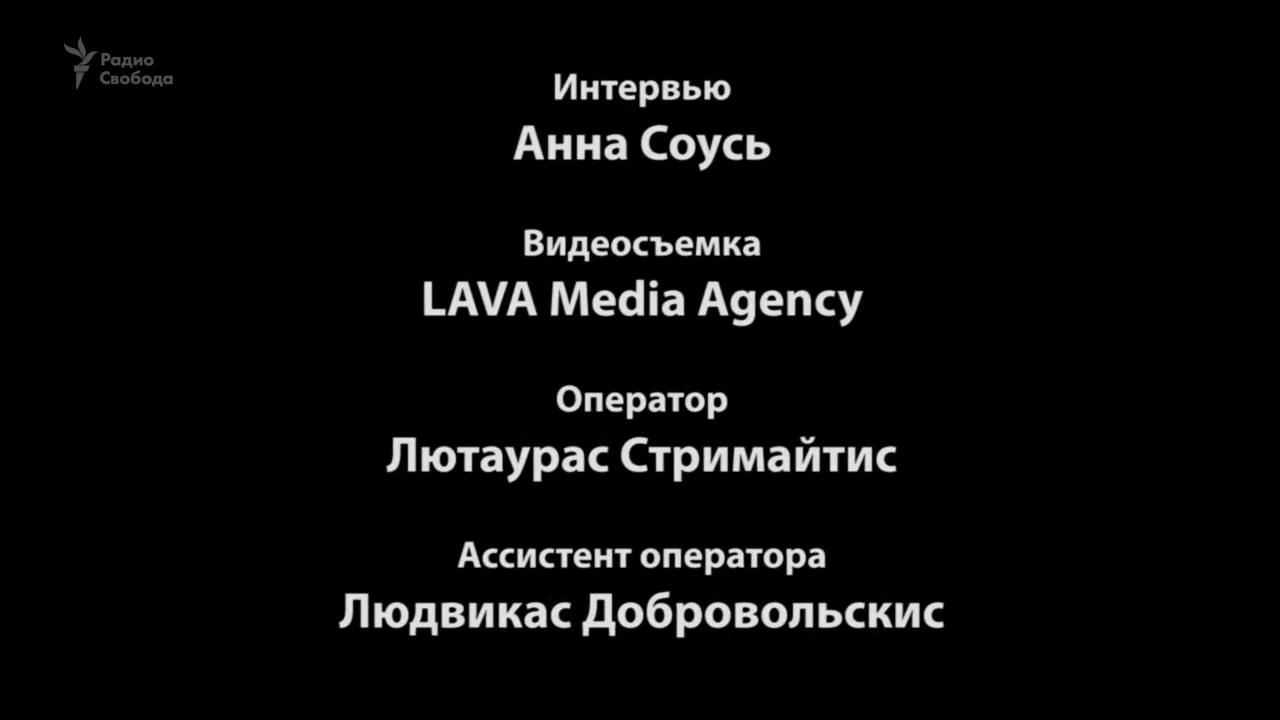 Радио
Свобода
Интервью
Анна Соусь
Видеосъемка
LAVA Media Agency
Оператор
Лютаурас Стримайтис
Ассистент оператора
Людвикас Добровольскис